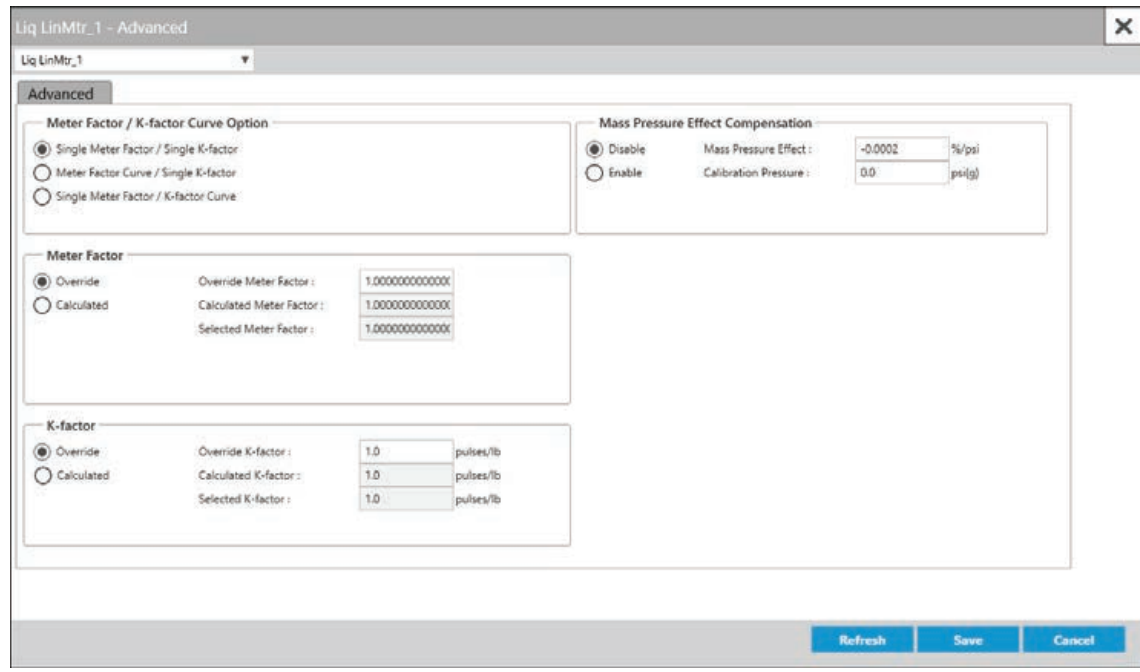 Liq LinMtr_1 - Advanced
Liq LinMtr_1
Advanced
Meter Factor / K-factor Curve Option
Single Meter Factor / Single K-factor
Meter Factor Curve / Single K-factor
Single Meter Factor / K-factor Curve
Mass Pressure Effect Compensation
Disable Mass Pressure Effect : -0.0002 %/psi
Enable Calibration Pressure : 0.0 psi(g)
Meter Factor
Override Override Meter Factor : 1.000000000000
Calculated Calculated Meter Factor : 1.000000000000
Selected Meter Factor : 1.000000000000
K-factor
Override Override K-factor : 1.0 pulses/lb
Calculated Calculated K-factor : 1.0 pulses/lb
Selected K-factor : 1.0 pulses/lb
Refresh Save Cancel